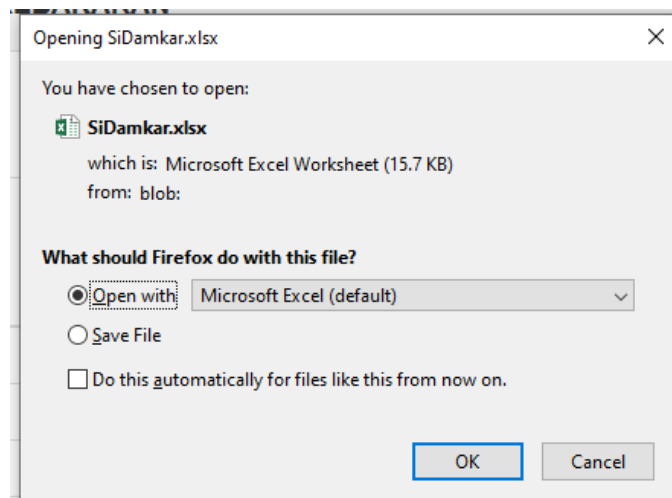 Opening SiDamkar.xlsx
You have chosen to open:
SiDamkar.xlsx
which is: Microsoft Excel Worksheet (15.7 KB)
from: blob:
What should Firefox do with this file?
Open with Microsoft Excel (default)
Save File
Do this automatically for files like this from now on.
OK Cancel